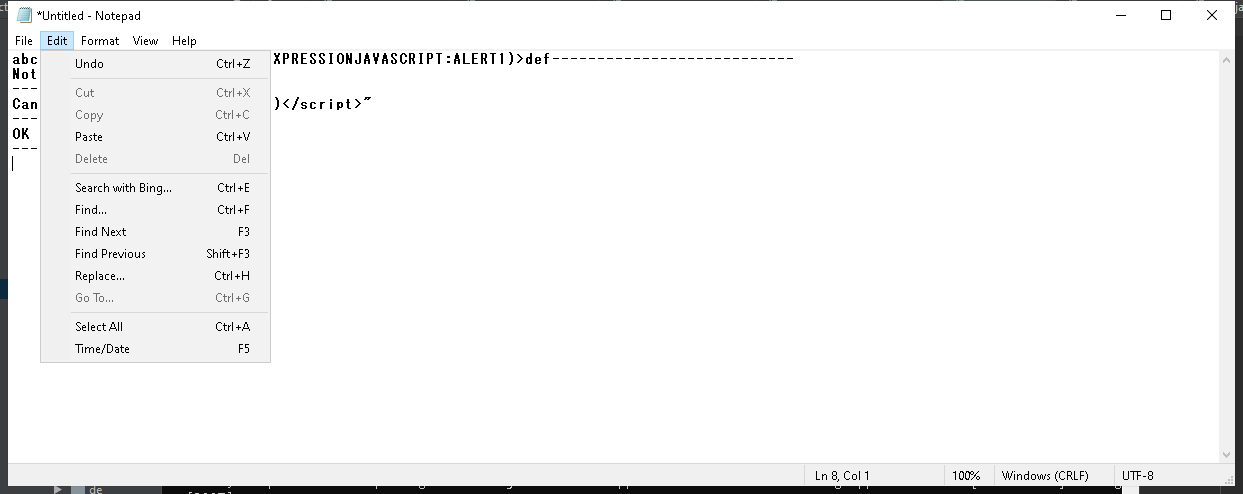 *Untitled - Notepad
File Edit Format View Help
abc XPRESSIONJAVASCRIPT:ALERT1)>def---------------------------
Not
---
Can )</script>"
---
OK
---
Undo Ctrl+Z
Cut Ctrl+X
Copy Ctrl+C
Paste Ctrl+V
Delete Del
Search with Bing... Ctrl+E
Find... Ctrl+F
Find Next F3
Find Previous Shift+F3
Replace... Ctrl+H
Go To... Ctrl+G
Select All Ctrl+A
Time/Date F5
Ln 8, Col 1 100% Windows (CRLF) UTF-8
de